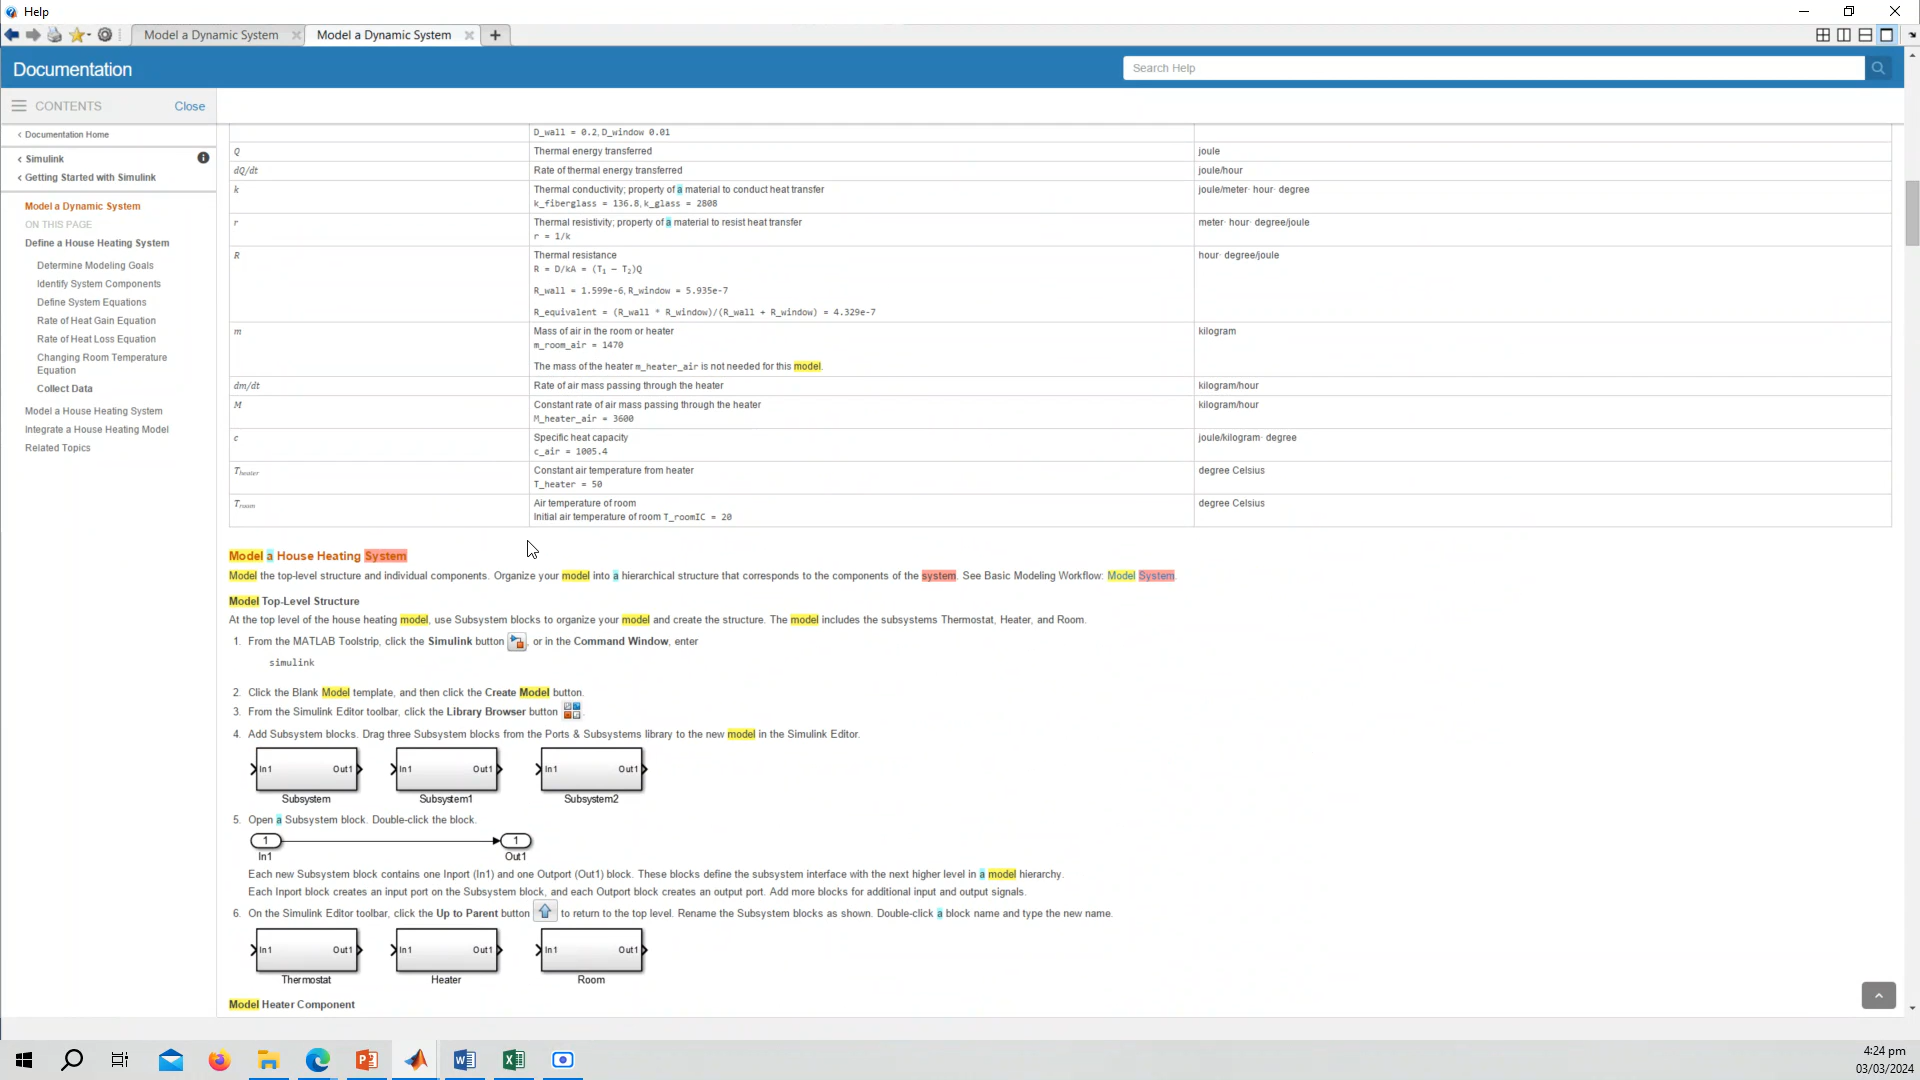 Help
Model a Dynamic System
Model a Dynamic System
Documentation
Search Help
CONTENTS
Close
< Documentation Home
< Simulink
< Getting Started with Simulink
Model a Dynamic System
ON THIS PAGE
Define a House Heating System
Determine Modeling Goals
Identify System Components
Define System Equations
Rate of Heat Gain Equation
Rate of Heat Loss Equation
Changing Room Temperature
Equation
Collect Data
Model a House Heating System
Integrate a House Heating Model
Related Topics
D_wall = 0.2, D_window 0.01
Q Thermal energy transferred joule
dQ/dt Rate of thermal energy transferred joule/hour
k Thermal conductivity; property of a material to conduct heat transfer joule/meter· hour· degree
k_fiberglass = 136.8, k_glass = 2808
r Thermal resistivity; property of a material to resist heat transfer meter· hour· degree/joule
r = 1/k
R Thermal resistance hour· degree/joule
R = D/kA = (T₁ − T₂)Q
R_wall = 1.599e-6, R_window = 5.935e-7
R_equivalent = (R_wall * R_window)/(R_wall + R_window) = 4.329e-7
m Mass of air in the room or heater kilogram
m_room_air = 1470
The mass of the heater m_heater_air is not needed for this model.
dm/dt Rate of air mass passing through the heater kilogram/hour
M Constant rate of air mass passing through the heater kilogram/hour
M_heater_air = 3600
c Specific heat capacity joule/kilogram· degree
c_air = 1005.4
Theater Constant air temperature from heater degree Celsius
T_heater = 50
Troom Air temperature of room degree Celsius
Initial air temperature of room T_roomIC = 20
Model a House Heating System
Model the top-level structure and individual components. Organize your model into a hierarchical structure that corresponds to the components of the system. See Basic Modeling Workflow: Model System.
Model Top-Level Structure
At the top level of the house heating model, use Subsystem blocks to organize your model and create the structure. The model includes the subsystems Thermostat, Heater, and Room.
1. From the MATLAB Toolstrip, click the Simulink button , or in the Command Window, enter
simulink
2. Click the Blank Model template, and then click the Create Model button.
3. From the Simulink Editor toolbar, click the Library Browser button .
4. Add Subsystem blocks. Drag three Subsystem blocks from the Ports & Subsystems library to the new model in the Simulink Editor.
In1 Out1 In1 Out1 In1 Out1
Subsystem Subsystem1 Subsystem2
5. Open a Subsystem block. Double-click the block.
1 1
In1 Out1
Each new Subsystem block contains one Inport (In1) and one Outport (Out1) block. These blocks define the subsystem interface with the next higher level in a model hierarchy.
Each Inport block creates an input port on the Subsystem block, and each Outport block creates an output port. Add more blocks for additional input and output signals.
6. On the Simulink Editor toolbar, click the Up to Parent button to return to the top level. Rename the Subsystem blocks as shown. Double-click a block name and type the new name.
In1 Out1 In1 Out1 In1 Out1
Thermostat Heater Room
Model Heater Component
4:24 pm
03/03/2024